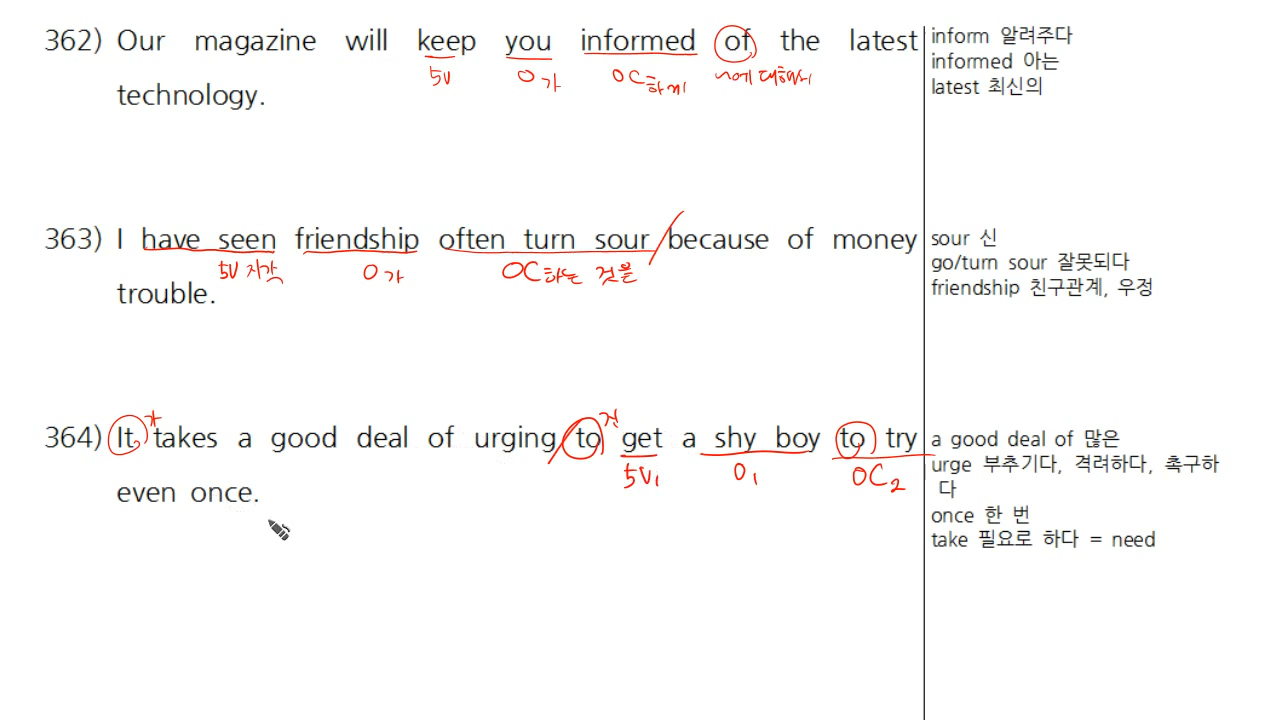 362) Our magazine will keep you informed of the latest
5V O가 OC하게 ~에 대해서
technology.
inform 알려주다
informed 아는
latest 최신의
363) I have seen friendship often turn sour because of money
5V 지각 O가 OC하는 것을
trouble.
sour 신
go/turn sour 잘못되다
friendship 친구관계, 우정
가 진
364) It takes a good deal of urging to get a shy boy to try
5V1 O1 OC2
even once.
a good deal of 많은
urge 부추기다, 격려하다, 촉구하
다
once 한 번
take 필요로 하다 = need